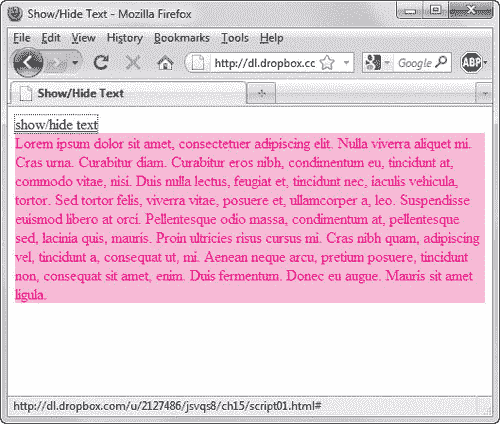 Show/Hide Text - Mozilla Firefox
File Edit View History Bookmarks Tools Help
http://dl.dropbox.cc Google ABP
Show/Hide Text
show/hide text
Lorem ipsum dolor sit amet, consectetuer adipiscing elit. Nulla viverra aliquet mi.
Cras urna. Curabitur diam. Curabitur eros nibh, condimentum eu, tincidunt at,
commodo vitae, nisi. Duis nulla lectus, feugiat et, tincidunt nec, iaculis vehicula,
tortor. Sed tortor felis, viverra vitae, posuere et, ullamcorper a, leo. Suspendisse
euismod libero at orci. Pellentesque odio massa, condimentum at, pellentesque
sed, lacinia quis, mauris. Proin ultricies risus cursus mi. Cras nibh quam, adipiscing
vel, tincidunt a, consequat ut, mi. Aenean neque arcu, pretium posuere, tincidunt
non, consequat sit amet, enim. Duis fermentum. Donec eu augue. Mauris sit amet
ligula.
http://dl.dropbox.com/u/2127486/jsvqs8/ch15/script01.html#